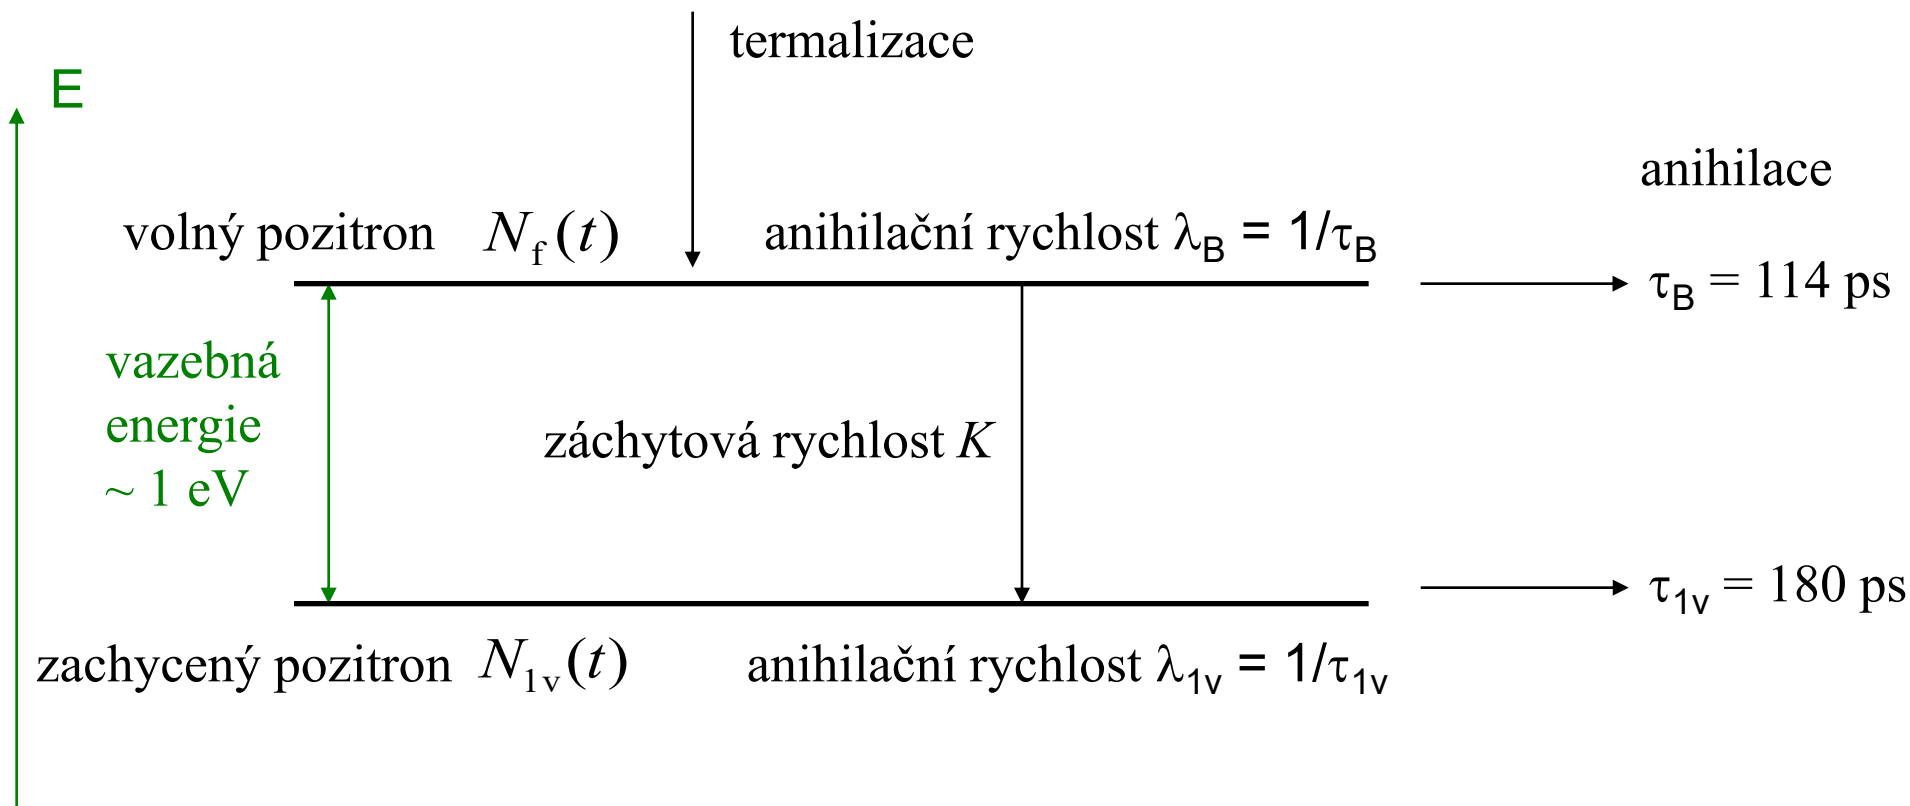 termalizace
E
anihilace
volný pozitron N_f(t) anihilační rychlost λ_B = 1/τ_B
τ_B = 114 ps
vazebná
energie
~ 1 eV
záchytová rychlost K
τ_1v = 180 ps
zachycený pozitron N_1v(t) anihilační rychlost λ_1v = 1/τ_1v